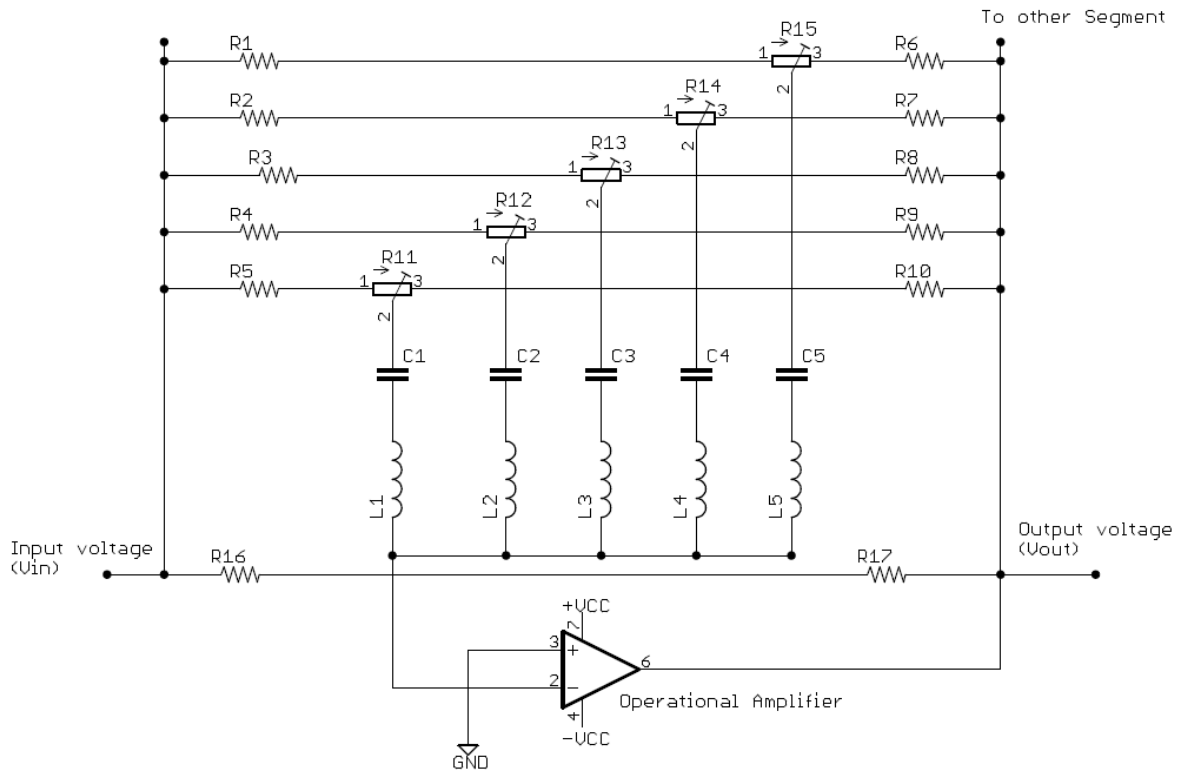 To other Segment
R1
R15
R6
1
3
2
R2
R14
R7
1
3
2
R3
R13
R8
1
3
2
R4
R12
R9
1
3
2
R5
R11
R10
1
3
2
C1
C2
C3
C4
C5
L1
L2
L3
L4
L5
Input voltage
(Vin)
R16
R17
Output voltage
(Vout)
+VCC
7
3
+
6
2
−
4
Operational Amplifier
-VCC
GND